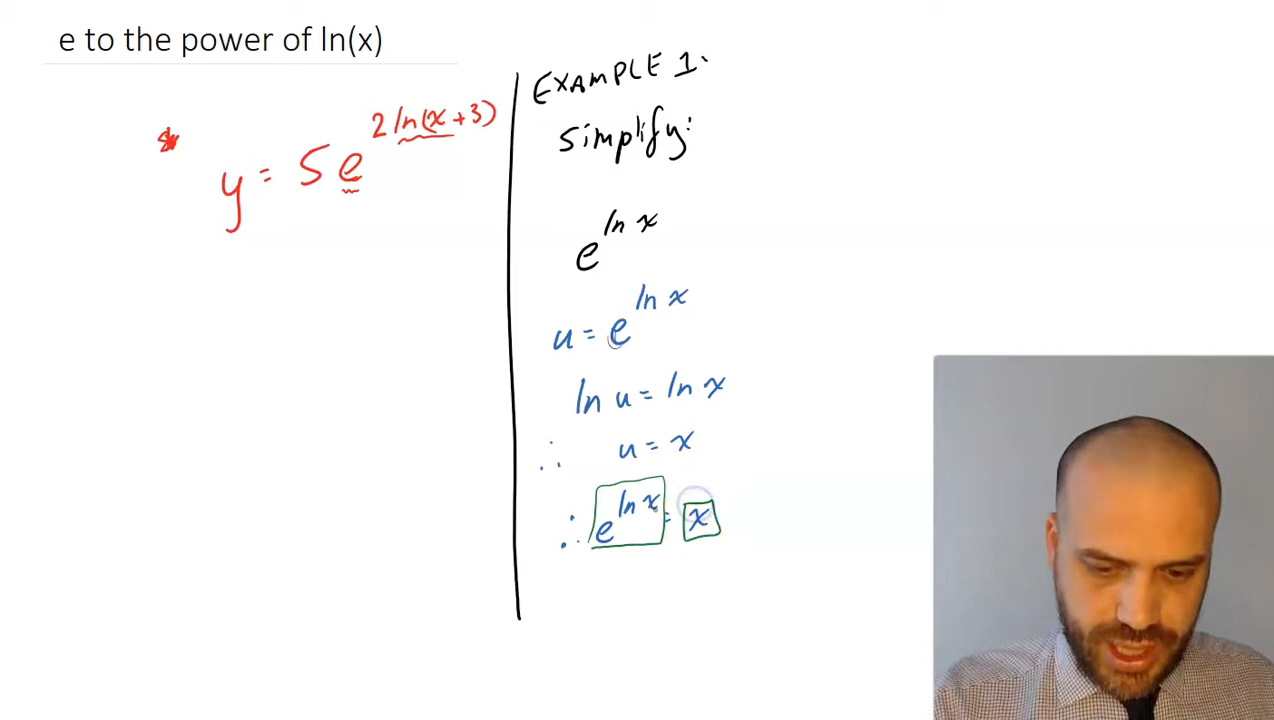 e to the power of ln(x)
* y = 5e^{2ln(x+3)}
EXAMPLE 1.
Simplify:
e^{ln x}
u = e^{ln x}
ln u = ln x
∴ u = x
∴ e^{ln x} = x